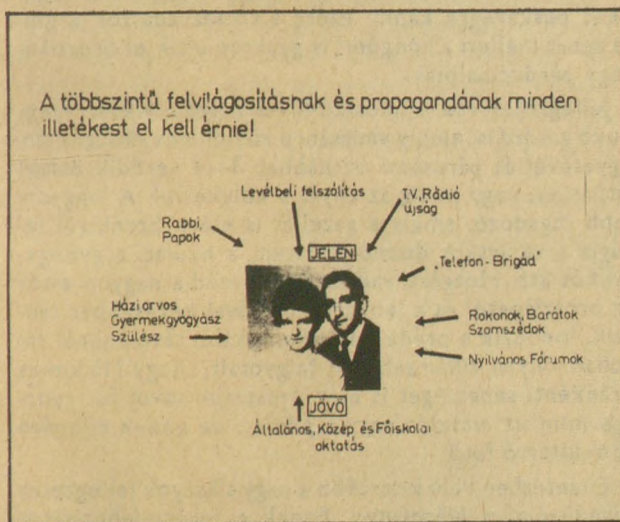 A többszintű felvilágosításnak és propagandának minden
illetékest el kell érnie!
Levélbeli felszólítás
T.V., Rádió
újság
Rabbi,
Papok
JELEN
„Telefon-Brigád"
Háziorvos
Gyermekgyógyász
Szülész
Rokonok, Barátok
Szomszédok
Nyilvános Fórumok
JÖVŐ
Általános, Közép és Főiskolai
oktatás